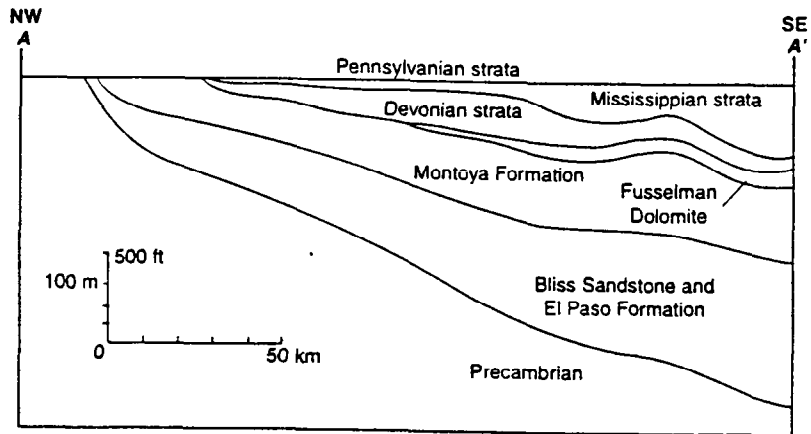 NW
A
SE
A'
Pennsylvanian strata
Mississippian strata
Devonian strata
Montoya Formation
Fusselman
Dolomite
500 ft
100 m
Bliss Sandstone and
El Paso Formation
0
50 km
Precambrian